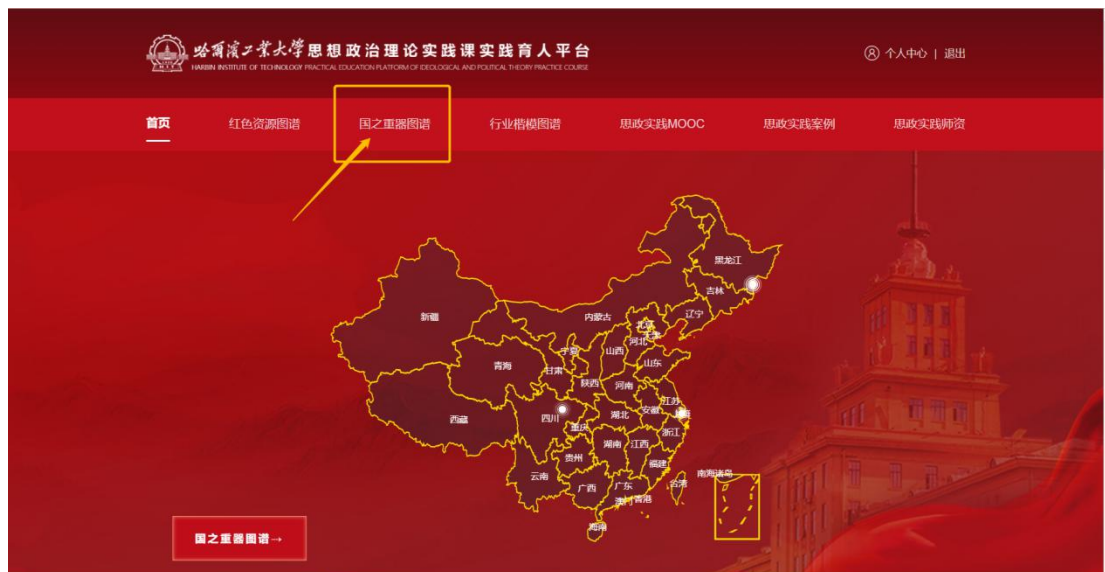 哈爾濱工業大學思想政治理论实践课实践育人平台
HARBIN INSTITUTE OF TECHNOLOGY PRACTICAL EDUCATION PLATFORM OF IDEOLOGICAL AND POLITICAL THEORY PRACTICE COURSE
个人中心 | 退出
首页 红色资源图谱 国之重器图谱 行业楷模图谱 思政实践MOOC 思政实践案例 思政实践师资
黑龙江
吉林
辽宁
新疆
内蒙古
北京
天津
河北
山西
宁夏
山东
青海
甘肃
陕西
河南
江苏
安徽
西藏
四川
湖北
重庆
浙江
湖南
江西
贵州
福建
云南
南海诸岛
广西
广东
台湾
澳门
香港
海南
国之重器图谱→